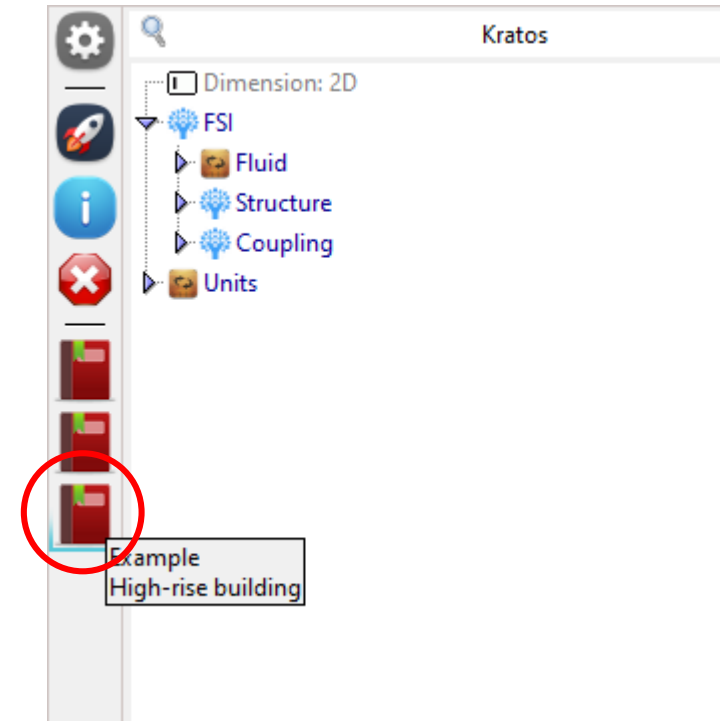 Kratos
Dimension: 2D
FSI
Fluid
Structure
Coupling
Units
Example
High-rise building